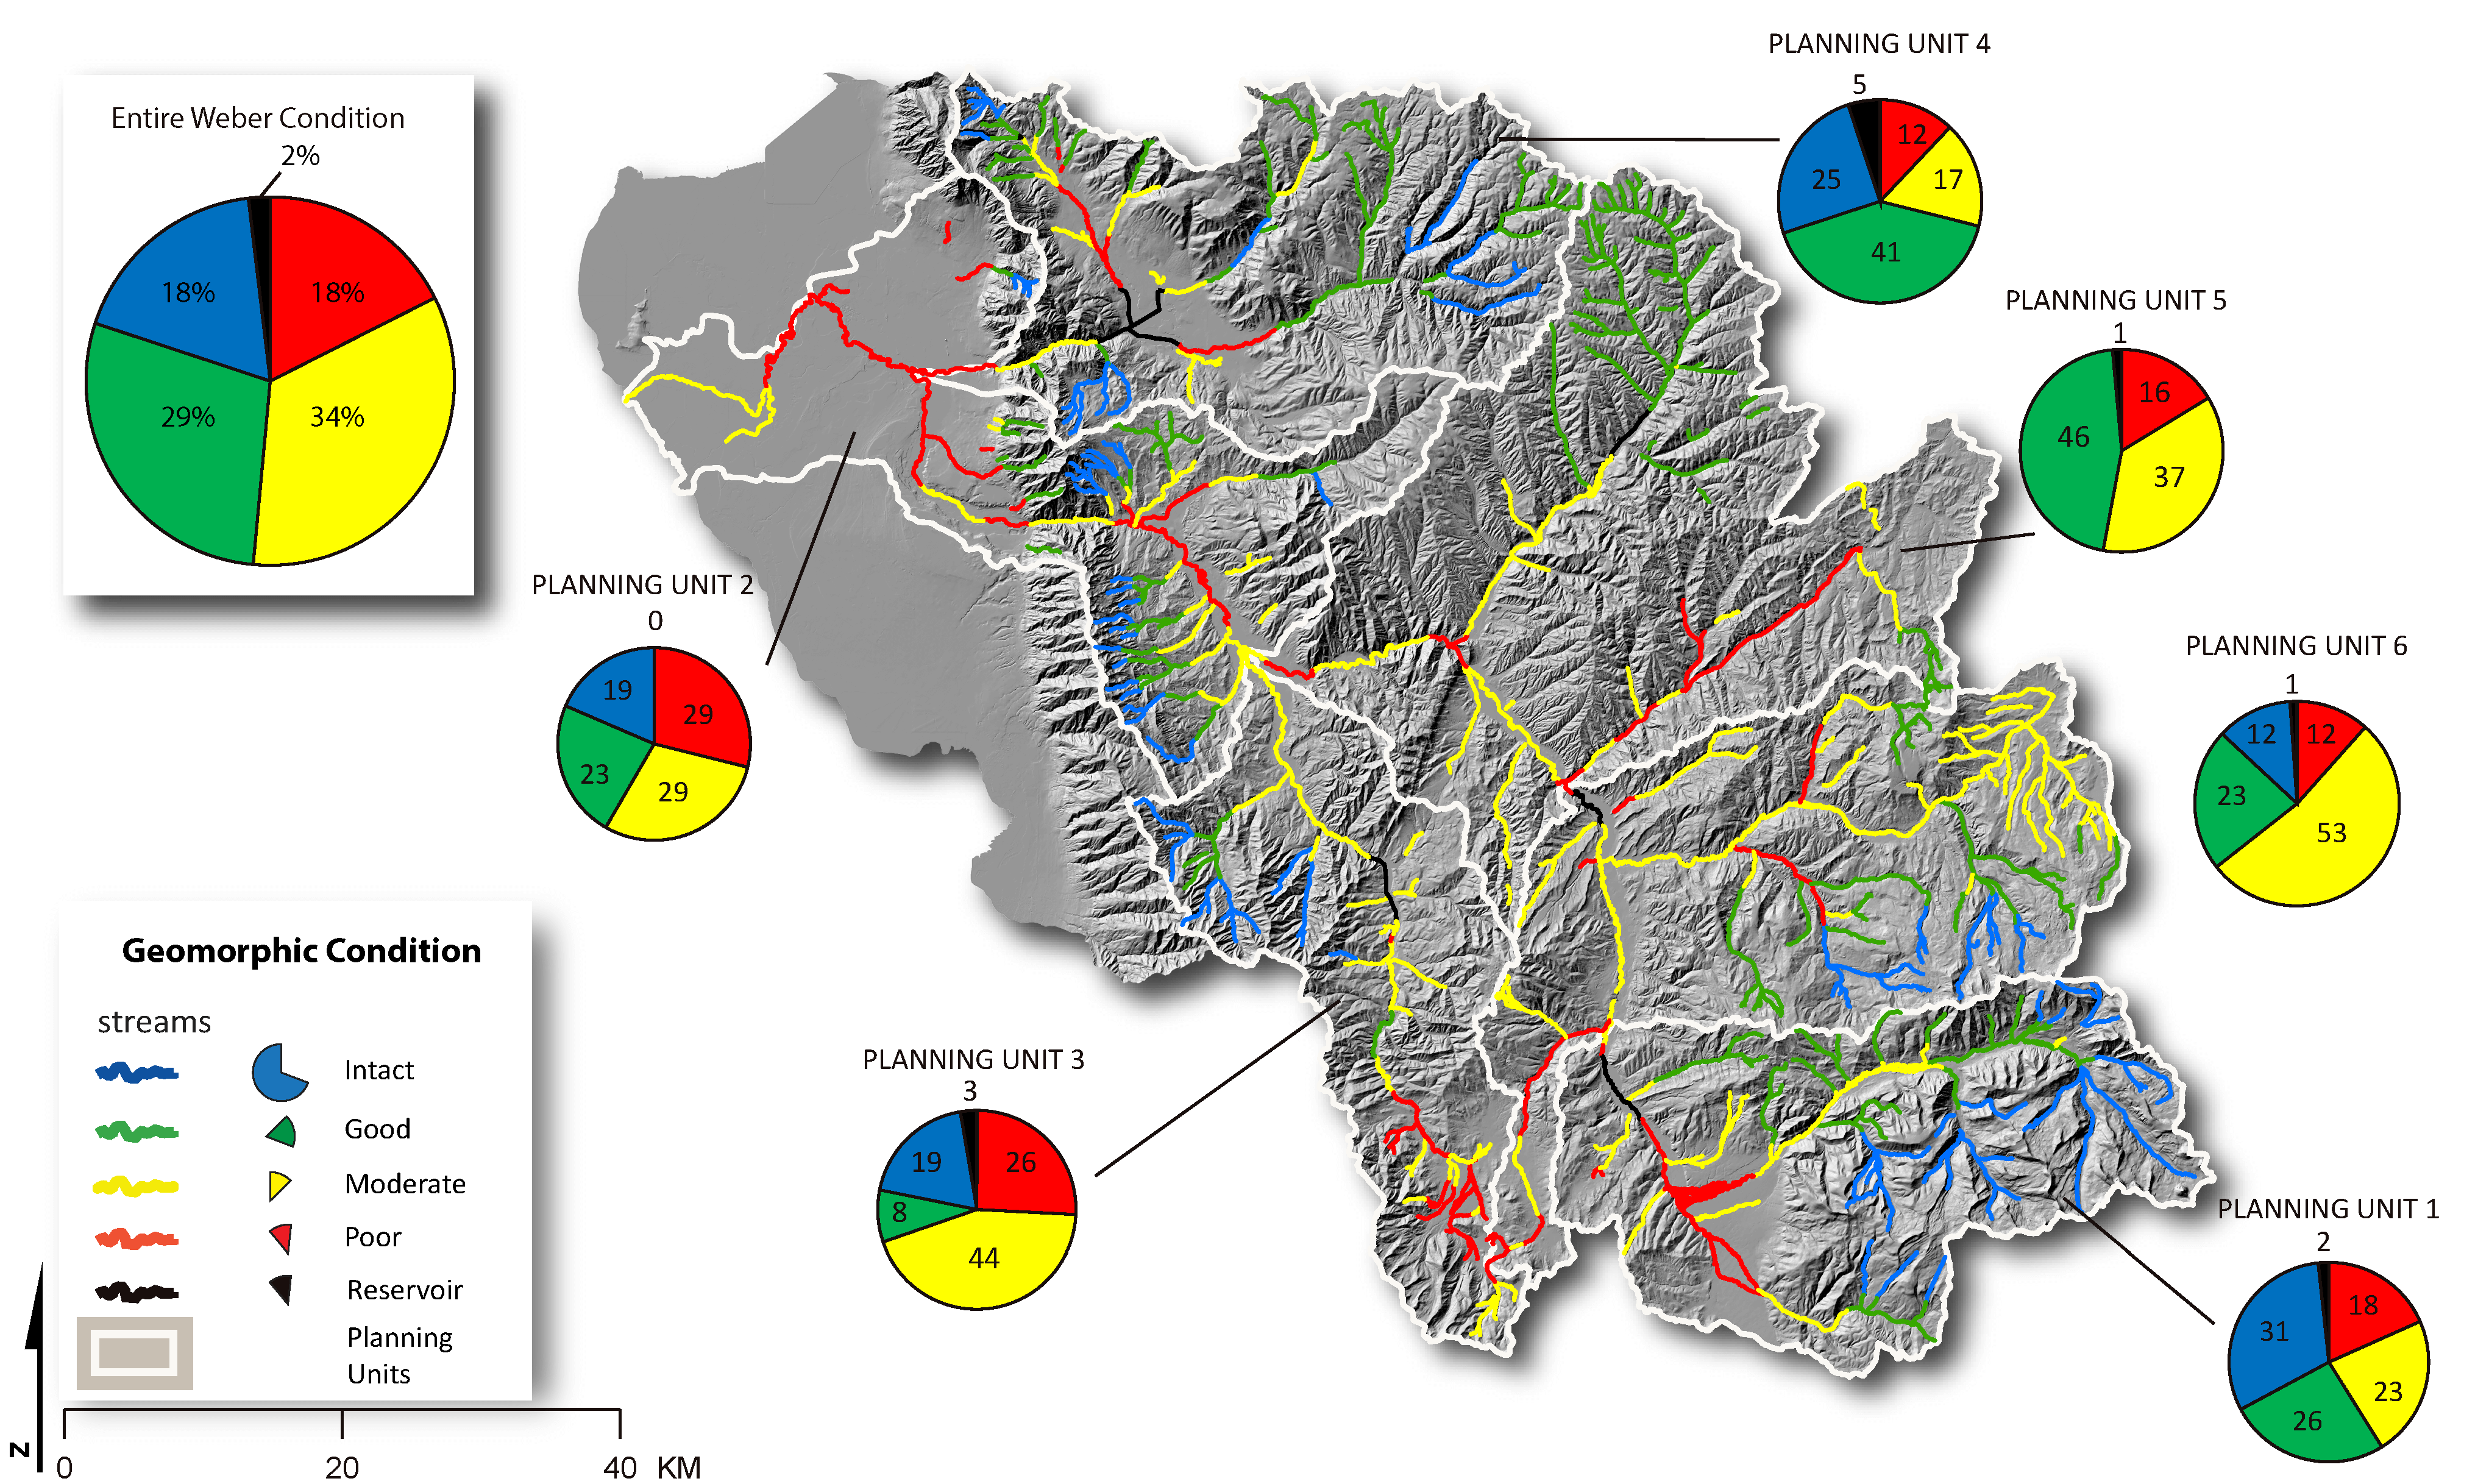 Entire Weber Condition
2%
18%
18%
29%
34%
PLANNING UNIT 4
5
12
25
17
41
PLANNING UNIT 5
1
16
46
37
PLANNING UNIT 2
0
19
29
23
29
PLANNING UNIT 6
1
12
12
23
53
PLANNING UNIT 3
3
19
26
8
44
PLANNING UNIT 1
2
18
31
23
26
Geomorphic Condition
streams
Intact
Good
Moderate
Poor
Reservoir
Planning
Units
N
0
20
40 KM